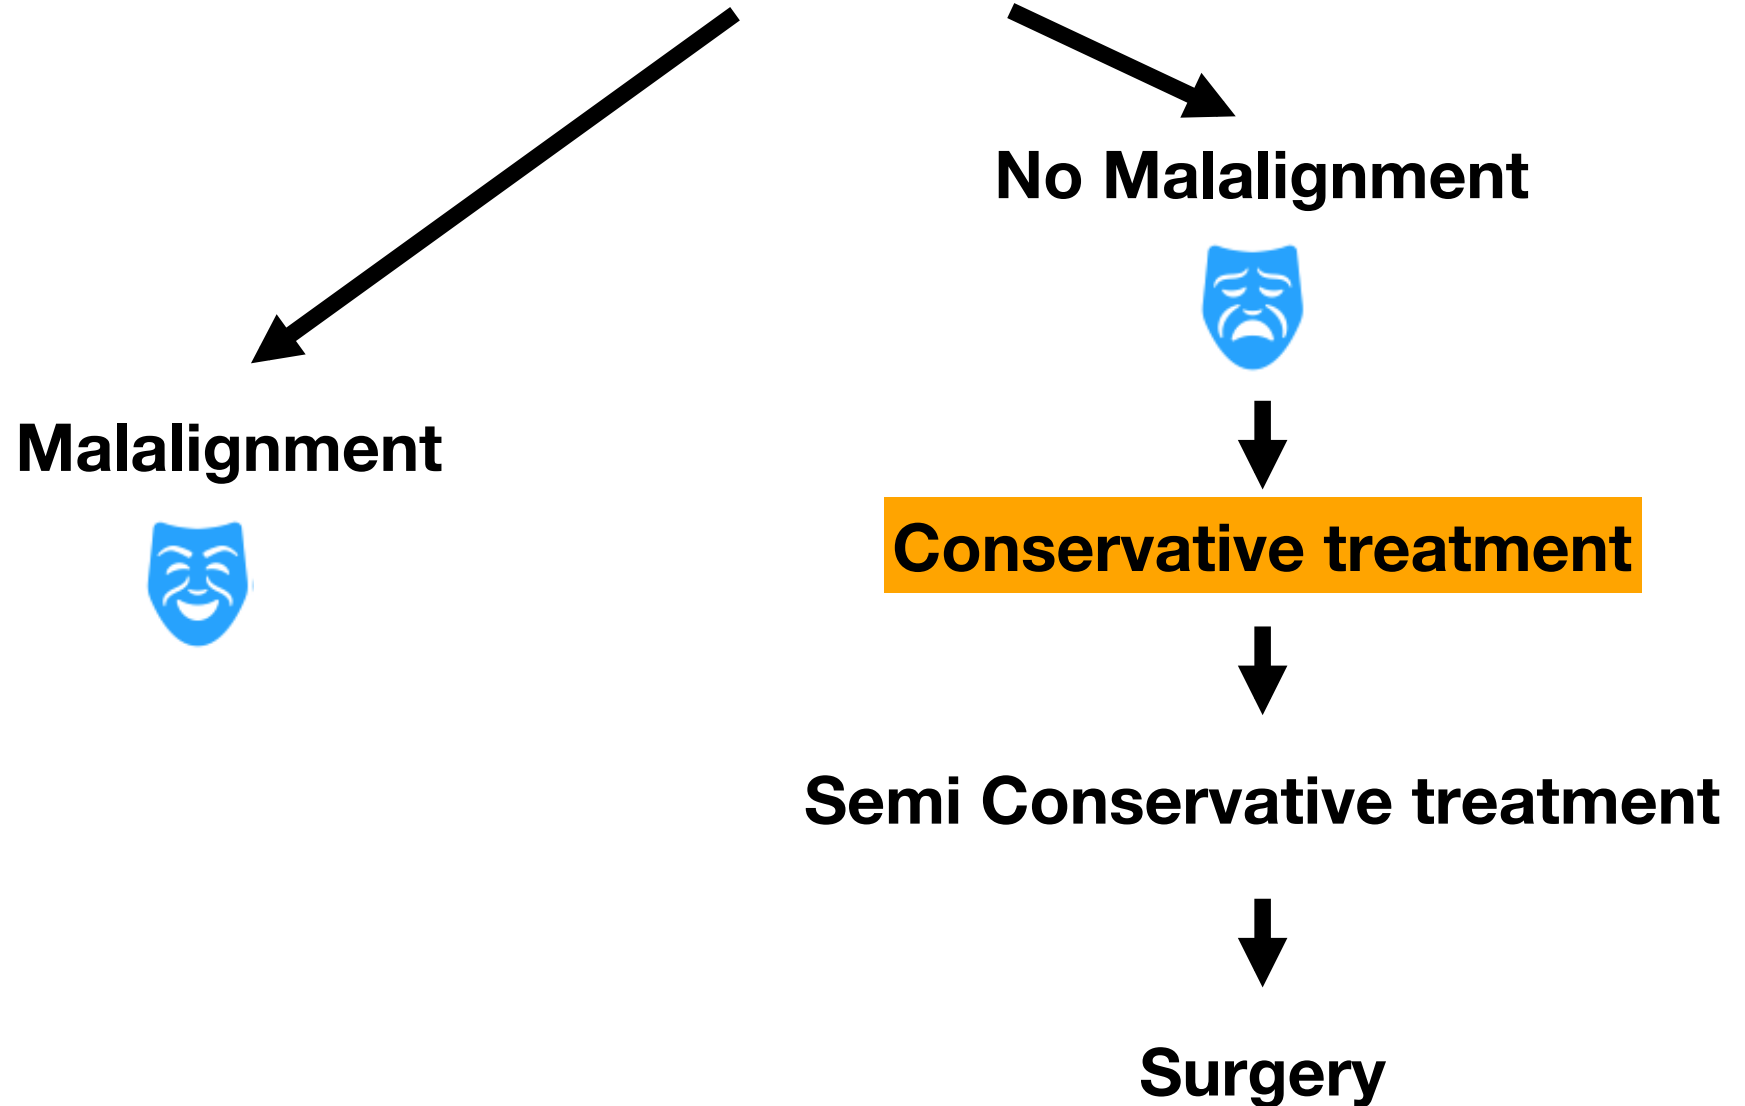 No Malalignment
Malalignment
Conservative treatment
Semi Conservative treatment
Surgery